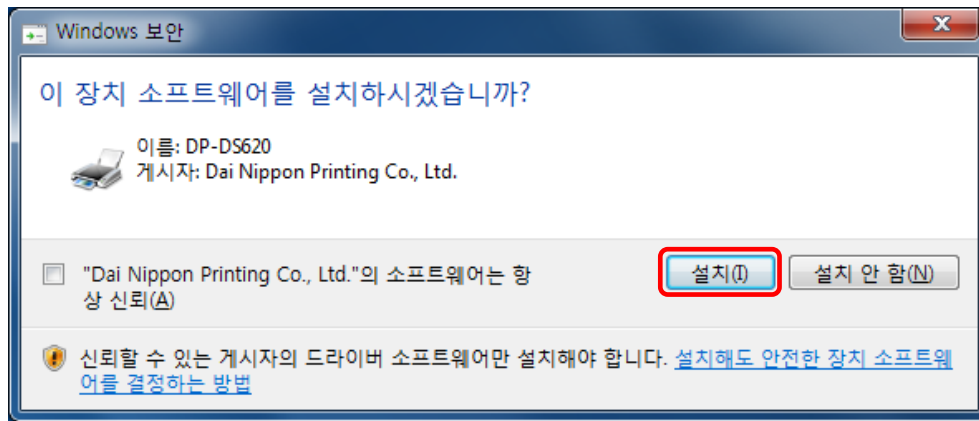 Windows 보안
이 장치 소프트웨어를 설치하시겠습니까?
이름: DP-DS620
게시자: Dai Nippon Printing Co., Ltd.
"Dai Nippon Printing Co., Ltd."의 소프트웨어는 항
상 신뢰(A)
설치(I)
설치 안 함(N)
신뢰할 수 있는 게시자의 드라이버 소프트웨어만 설치해야 합니다. 설치해도 안전한 장치 소프트웨
어를 결정하는 방법